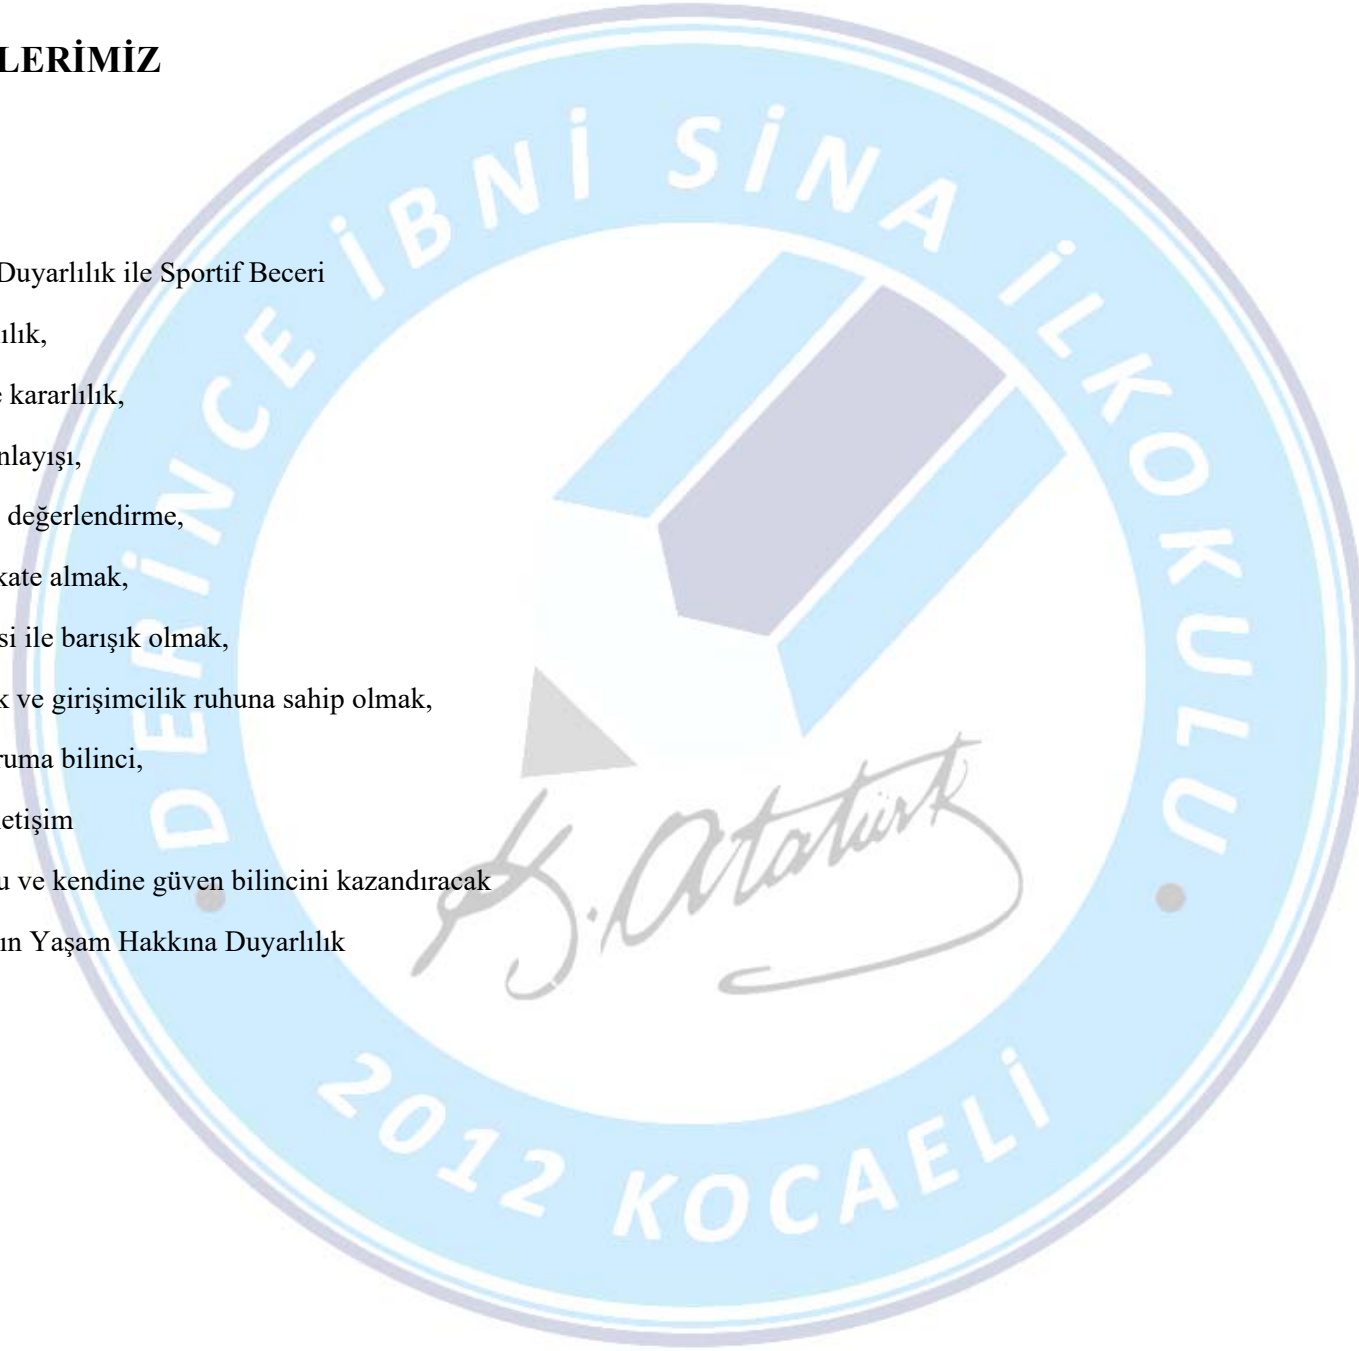 LERİMİZ
Duyarlılık ile Sportif Beceri
ılık,
e kararlılık,
nlayışı,
değerlendirme,
kate almak,
si ile barışık olmak,
k ve girişimcilik ruhuna sahip olmak,
ruma bilinci,
letişim
u ve kendine güven bilincini kazandıracak
ın Yaşam Hakkına Duyarlılık
DERİNCE İBNİ SİNA İLKOKULU
K. Atatürk
2012 KOCAELİ